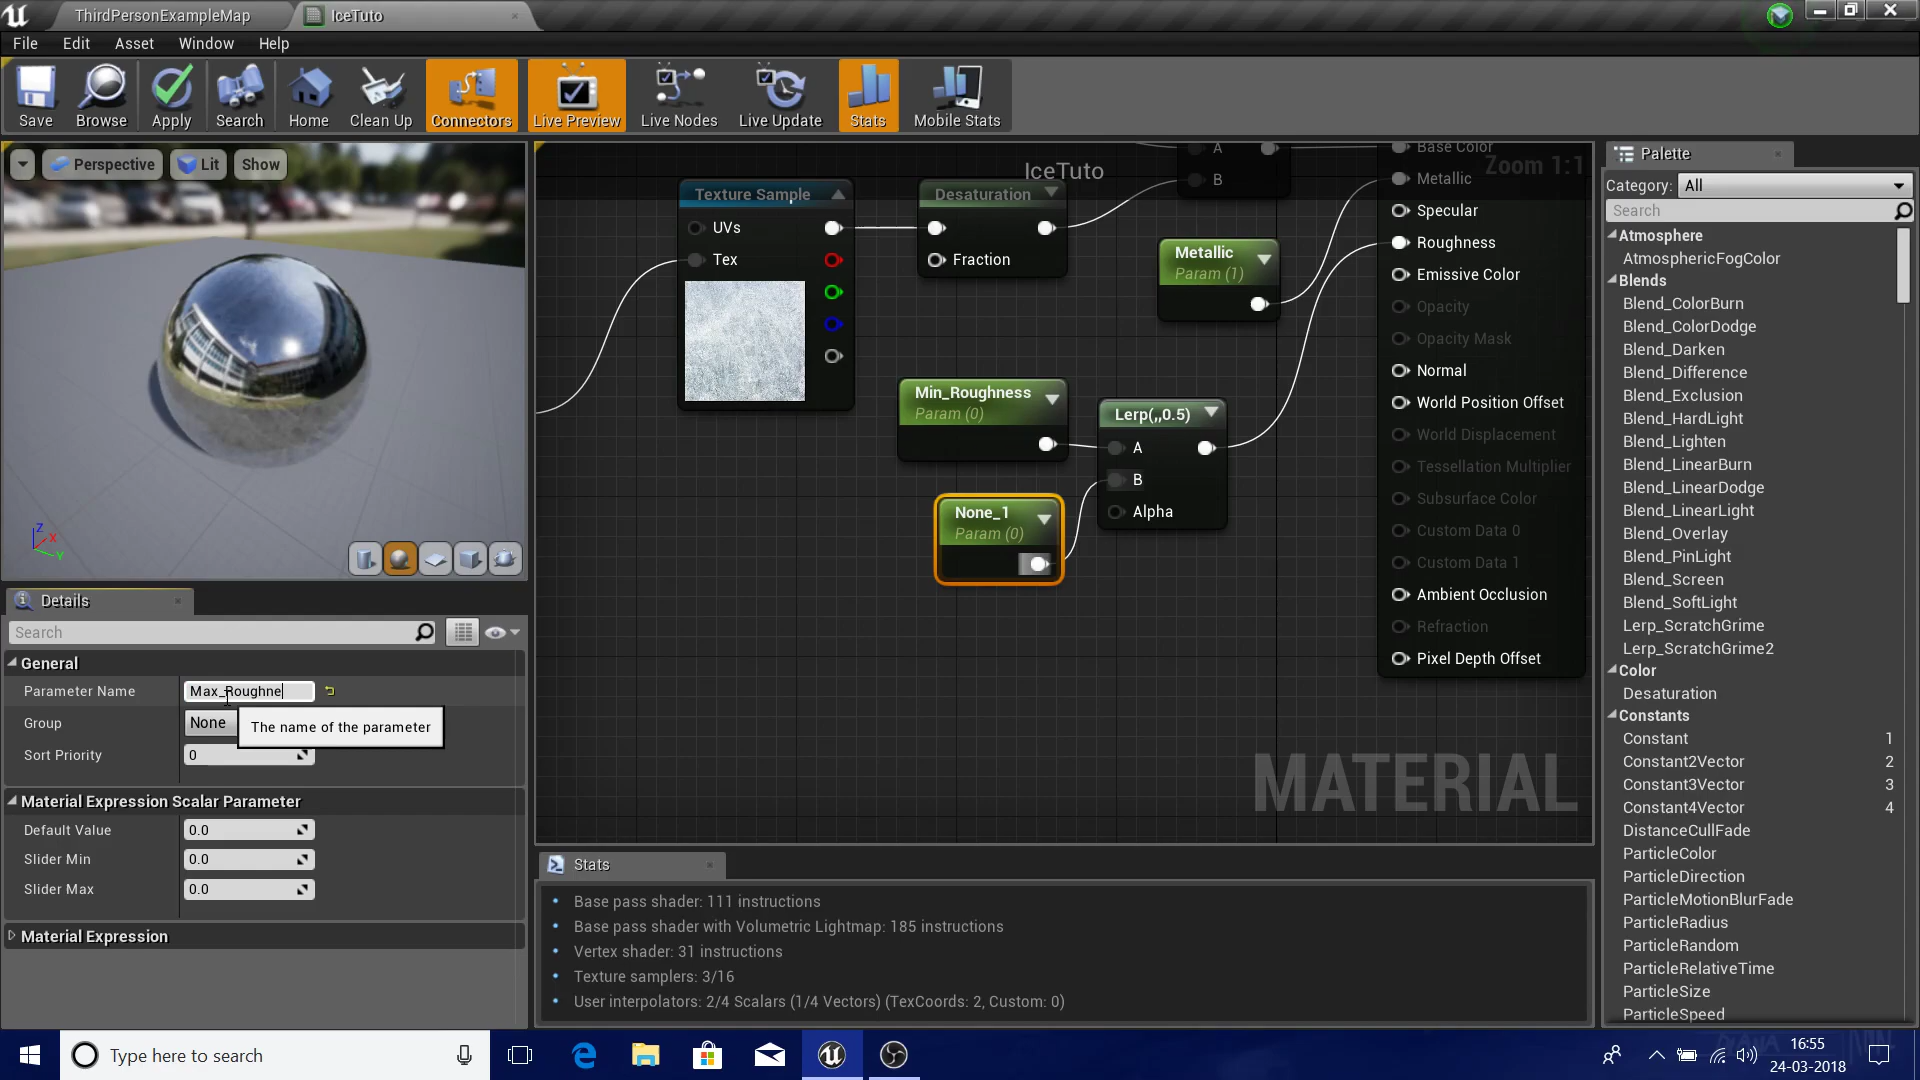 ThirdPersonExampleMap
IceTuto
File Edit Asset Window Help
Save Browse Apply Search Home Clean Up Connectors Live Preview Live Nodes Live Update Stats Mobile Stats
Perspective Lit Show
Z
X
Y
Details
Search
General
Parameter Name Max_Roughne
Group None
The name of the parameter
Sort Priority 0
Material Expression Scalar Parameter
Default Value 0.0
Slider Min 0.0
Slider Max 0.0
Material Expression
IceTuto
Zoom 1:1
Texture Sample
UVs
Tex
Desaturation
Fraction
A
B
Metallic
Param (1)
Min_Roughness
Param (0)
None_1
Param (0)
Lerp(,,0.5)
A
B
Alpha
Base Color
Metallic
Specular
Roughness
Emissive Color
Opacity
Opacity Mask
Normal
World Position Offset
World Displacement
Tessellation Multiplier
Subsurface Color
Custom Data 0
Custom Data 1
Ambient Occlusion
Refraction
Pixel Depth Offset
MATERIAL
Stats
Base pass shader: 111 instructions
Base pass shader with Volumetric Lightmap: 185 instructions
Vertex shader: 31 instructions
Texture samplers: 3/16
User interpolators: 2/4 Scalars (1/4 Vectors) (TexCoords: 2, Custom: 0)
Palette
Category: All
Search
Atmosphere
AtmosphericFogColor
Blends
Blend_ColorBurn
Blend_ColorDodge
Blend_Darken
Blend_Difference
Blend_Exclusion
Blend_HardLight
Blend_Lighten
Blend_LinearBurn
Blend_LinearDodge
Blend_LinearLight
Blend_Overlay
Blend_PinLight
Blend_Screen
Blend_SoftLight
Lerp_ScratchGrime
Lerp_ScratchGrime2
Color
Desaturation
Constants
Constant 1
Constant2Vector 2
Constant3Vector 3
Constant4Vector 4
DistanceCullFade
ParticleColor
ParticleDirection
ParticleMotionBlurFade
ParticleRadius
ParticleRandom
ParticleRelativeTime
ParticleSize
ParticleSpeed
Type here to search
16:55
24-03-2018